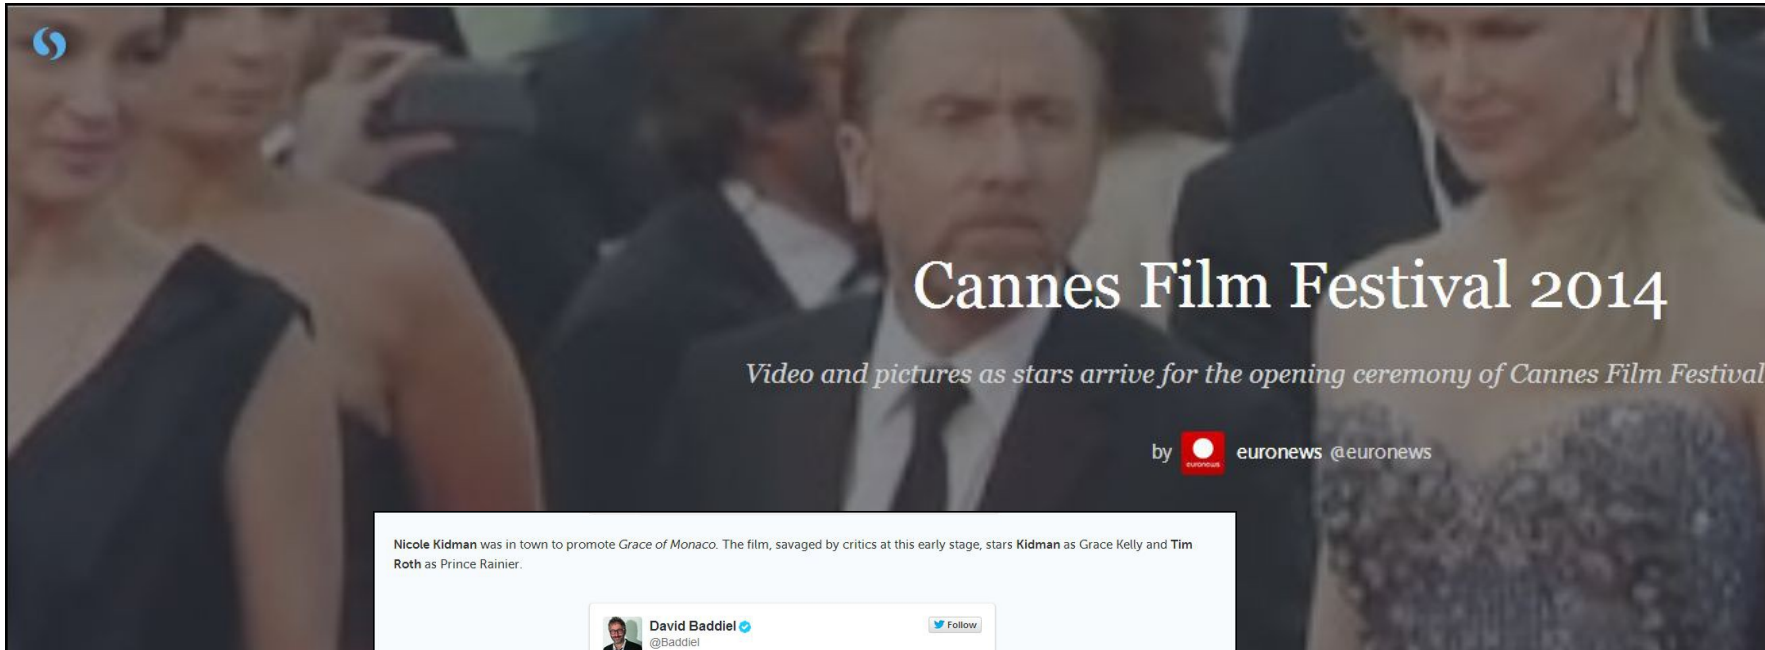 Cannes Film Festival 2014
Video and pictures as stars arrive for the opening ceremony of Cannes Film Festival
by euronews euronews @euronews
Nicole Kidman was in town to promote Grace of Monaco. The film, savaged by critics at this early stage, stars Kidman as Grace Kelly and Tim
Roth as Prince Rainier.
David Baddiel
Follow
@Baddiel